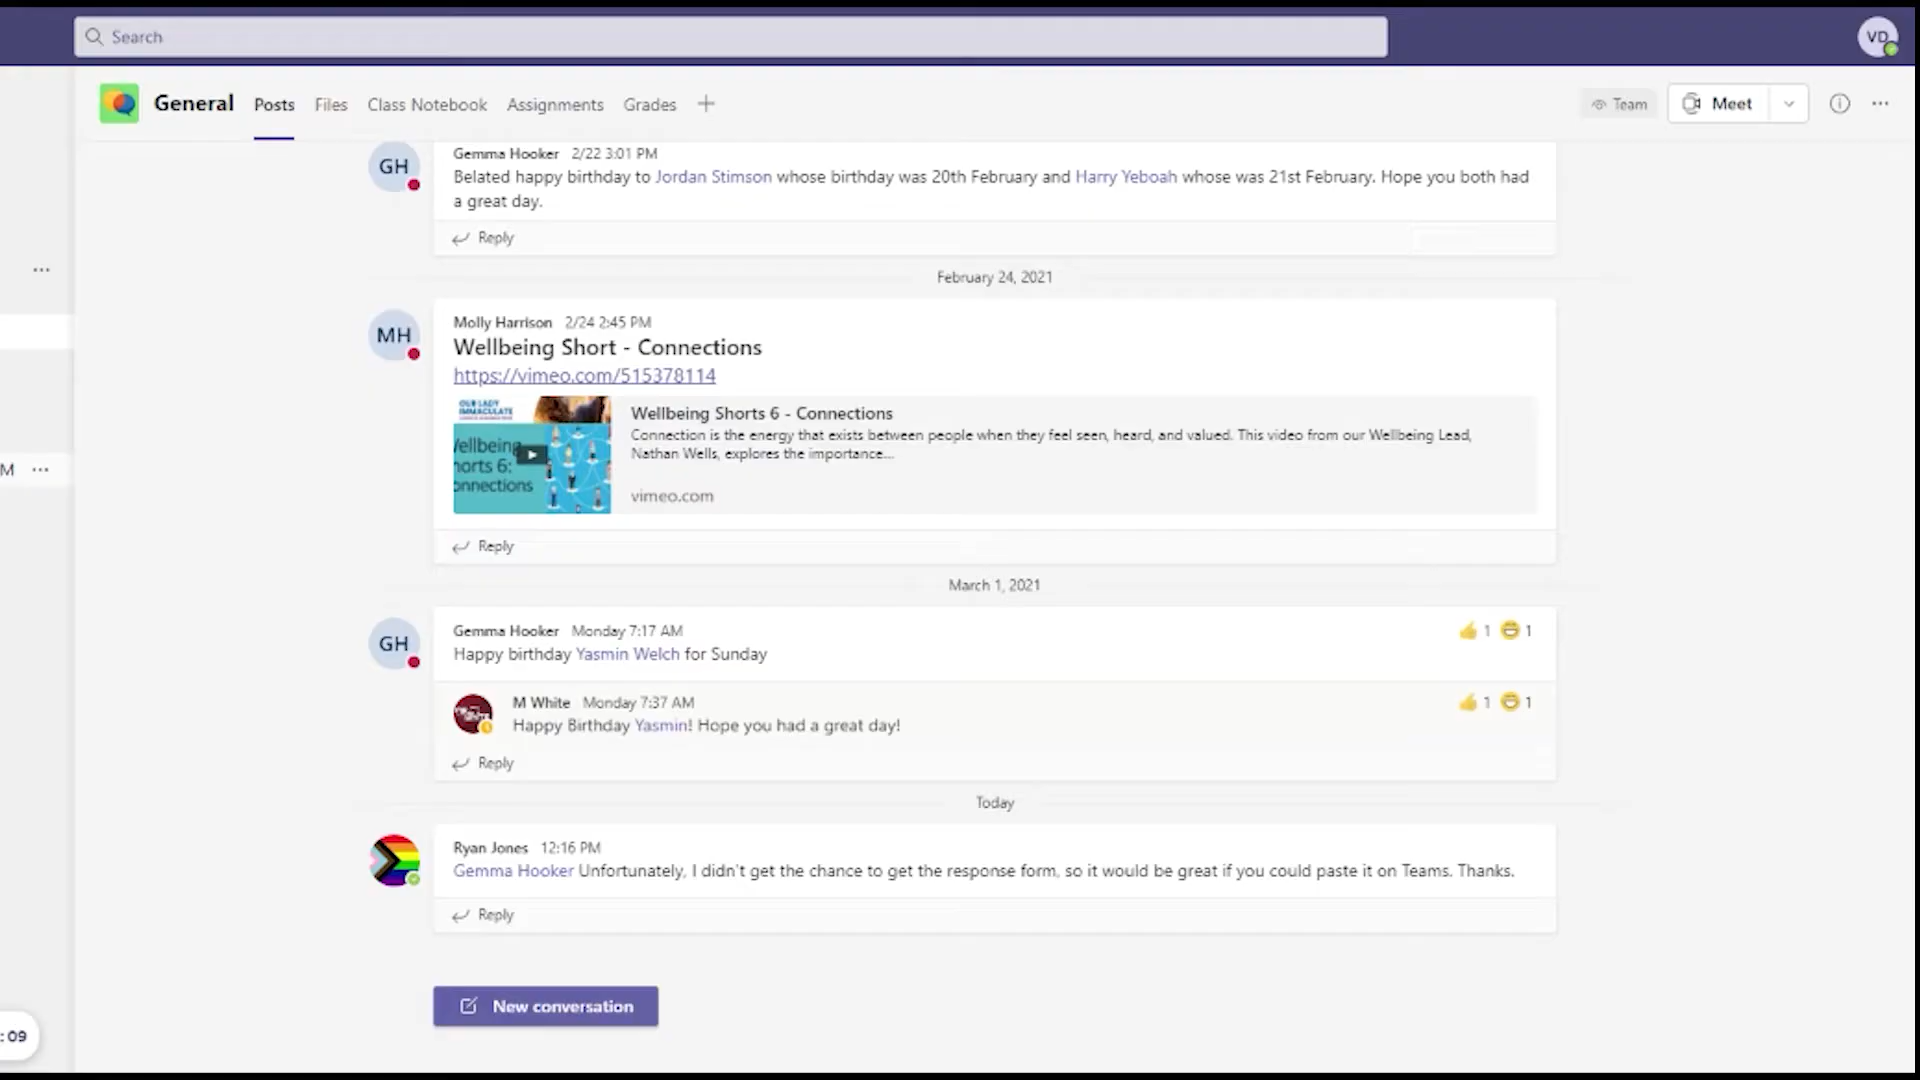 Search
VD
General Posts Files Class Notebook Assignments Grades
Team Meet
GH
Gemma Hooker 2/22 3:01 PM
Belated happy birthday to Jordan Stimson whose birthday was 20th February and Harry Yeboah whose was 21st February. Hope you both had
a great day.
Reply
February 24, 2021
MH
Molly Harrison 2/24 2:45 PM
Wellbeing Short - Connections
https://vimeo.com/515378114
OUR LADY
IMMACULATE
Wellbeing
horts 6:
onnections
Wellbeing Shorts 6 - Connections
Connection is the energy that exists between people when they feel seen, heard, and valued. This video from our Wellbeing Lead,
Nathan Wells, explores the importance...
vimeo.com
M
Reply
March 1, 2021
GH
Gemma Hooker Monday 7:17 AM
1 1
Happy birthday Yasmin Welch for Sunday
M White Monday 7:37 AM
1 1
Happy Birthday Yasmin! Hope you had a great day!
Reply
Today
Ryan Jones 12:16 PM
Gemma Hooker Unfortunately, I didn't get the chance to get the response form, so it would be great if you could paste it on Teams. Thanks.
Reply
New conversation
:09